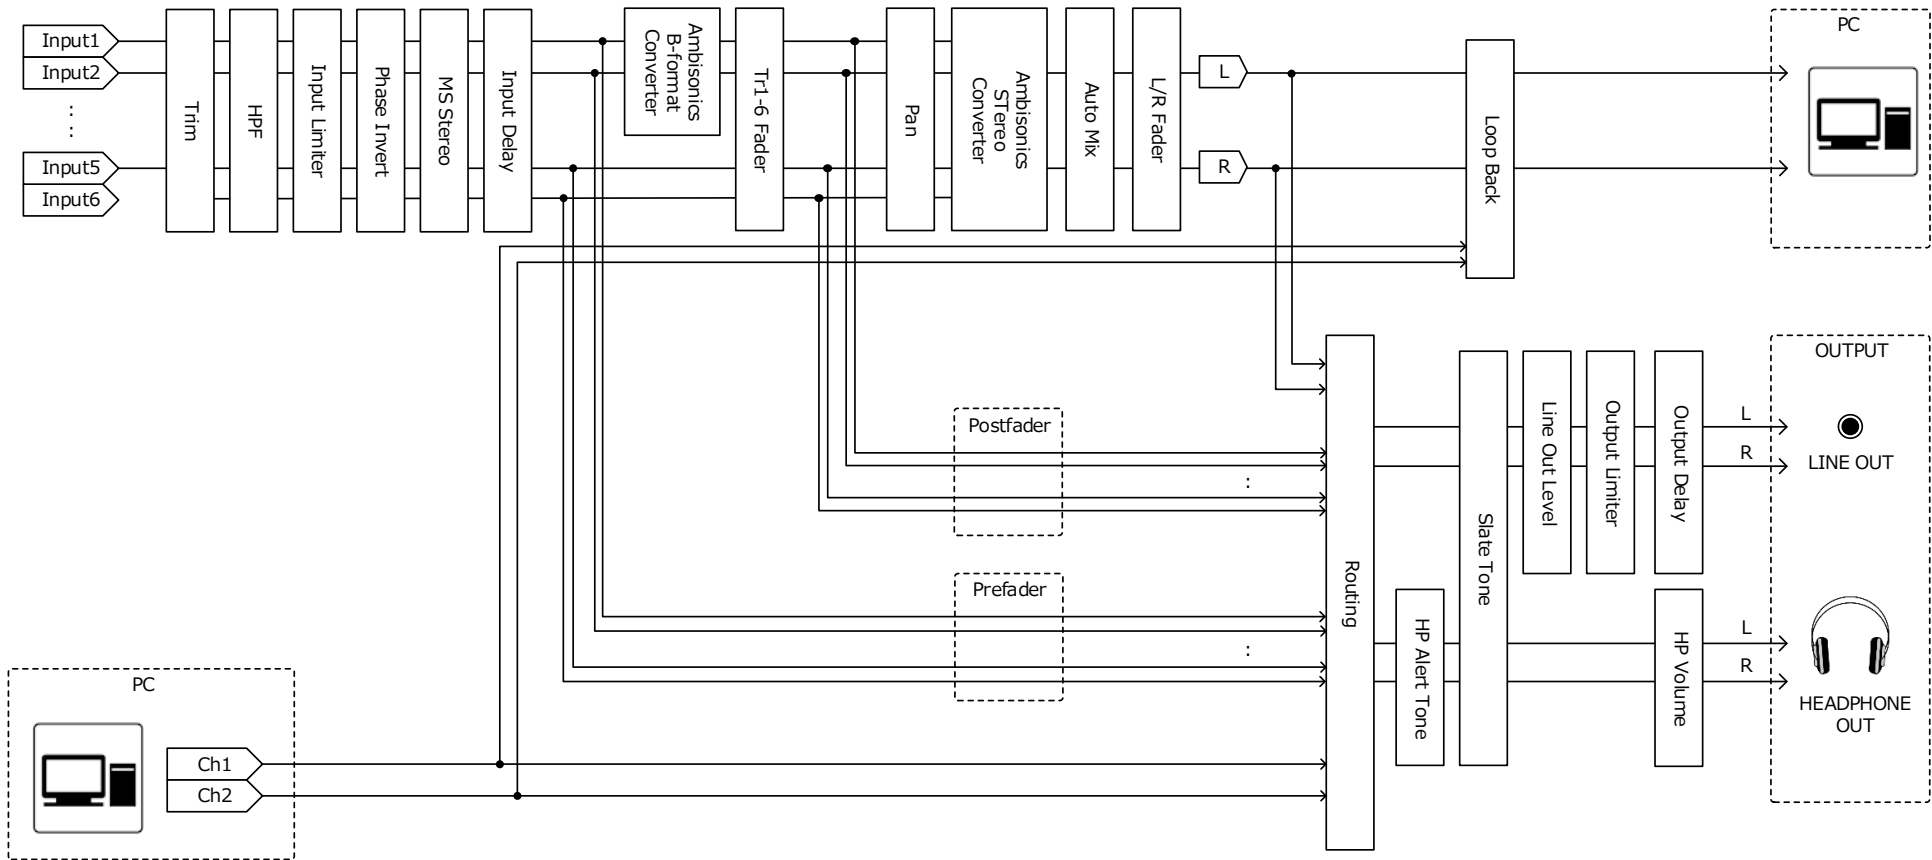 Input1
Input2
:
:
Input5
Input6
Trim
HPF
Input Limiter
Phase Invert
MS Stereo
Input Delay
Ambisonics
B-format
Converter
Tr1-6 Fader
Pan
Ambisonics
STereo
Converter
Auto Mix
L/R Fader
L
R
Loop Back
PC
Postfader
:
Prefader
:
Routing
HP Alert Tone
Slate Tone
Line Out Level
Output Limiter
Output Delay
HP Volume
L
R
L
R
OUTPUT
LINE OUT
HEADPHONE
OUT
PC
Ch1
Ch2